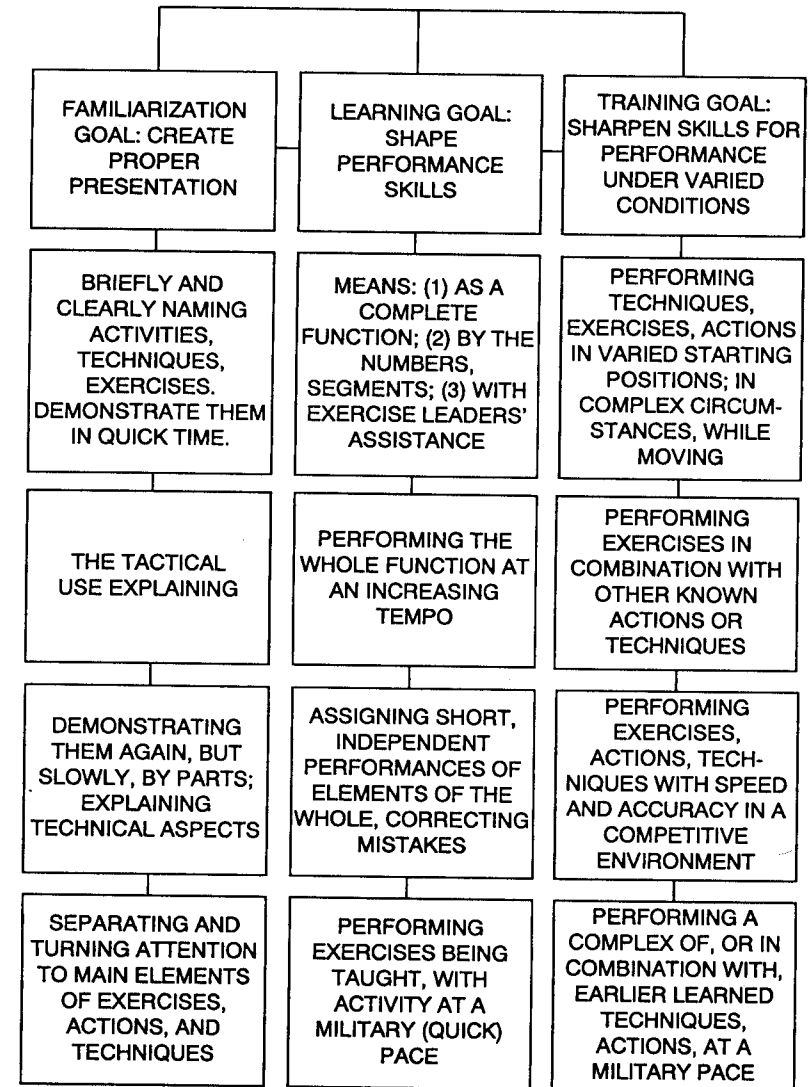 FAMILIARIZATION
GOAL: CREATE
PROPER
PRESENTATION
LEARNING GOAL:
SHAPE
PERFORMANCE
SKILLS
TRAINING GOAL:
SHARPEN SKILLS FOR
PERFORMANCE
UNDER VARIED
CONDITIONS
BRIEFLY AND
CLEARLY NAMING
ACTIVITIES,
TECHNIQUES,
EXERCISES.
DEMONSTRATE THEM
IN QUICK TIME.
MEANS: (1) AS A
COMPLETE
FUNCTION; (2) BY THE
NUMBERS,
SEGMENTS; (3) WITH
EXERCISE LEADERS'
ASSISTANCE
PERFORMING
TECHNIQUES,
EXERCISES, ACTIONS
IN VARIED STARTING
POSITIONS; IN
COMPLEX CIRCUM-
STANCES, WHILE
MOVING
THE TACTICAL
USE EXPLAINING
PERFORMING THE
WHOLE FUNCTION AT
AN INCREASING
TEMPO
PERFORMING
EXERCISES IN
COMBINATION WITH
OTHER KNOWN
ACTIONS OR
TECHNIQUES
DEMONSTRATING
THEM AGAIN, BUT
SLOWLY, BY PARTS;
EXPLAINING
TECHNICAL ASPECTS
ASSIGNING SHORT,
INDEPENDENT
PERFORMANCES OF
ELEMENTS OF THE
WHOLE, CORRECTING
MISTAKES
PERFORMING
EXERCISES,
ACTIONS, TECH-
NIQUES WITH SPEED
AND ACCURACY IN A
COMPETITIVE
ENVIRONMENT
SEPARATING AND
TURNING ATTENTION
TO MAIN ELEMENTS
OF EXERCISES,
ACTIONS, AND
TECHNIQUES
PERFORMING
EXERCISES BEING
TAUGHT, WITH
ACTIVITY AT A
MILITARY (QUICK)
PACE
PERFORMING A
COMPLEX OF, OR IN
COMBINATION WITH,
EARLIER LEARNED
TECHNIQUES,
ACTIONS, AT A
MILITARY PACE